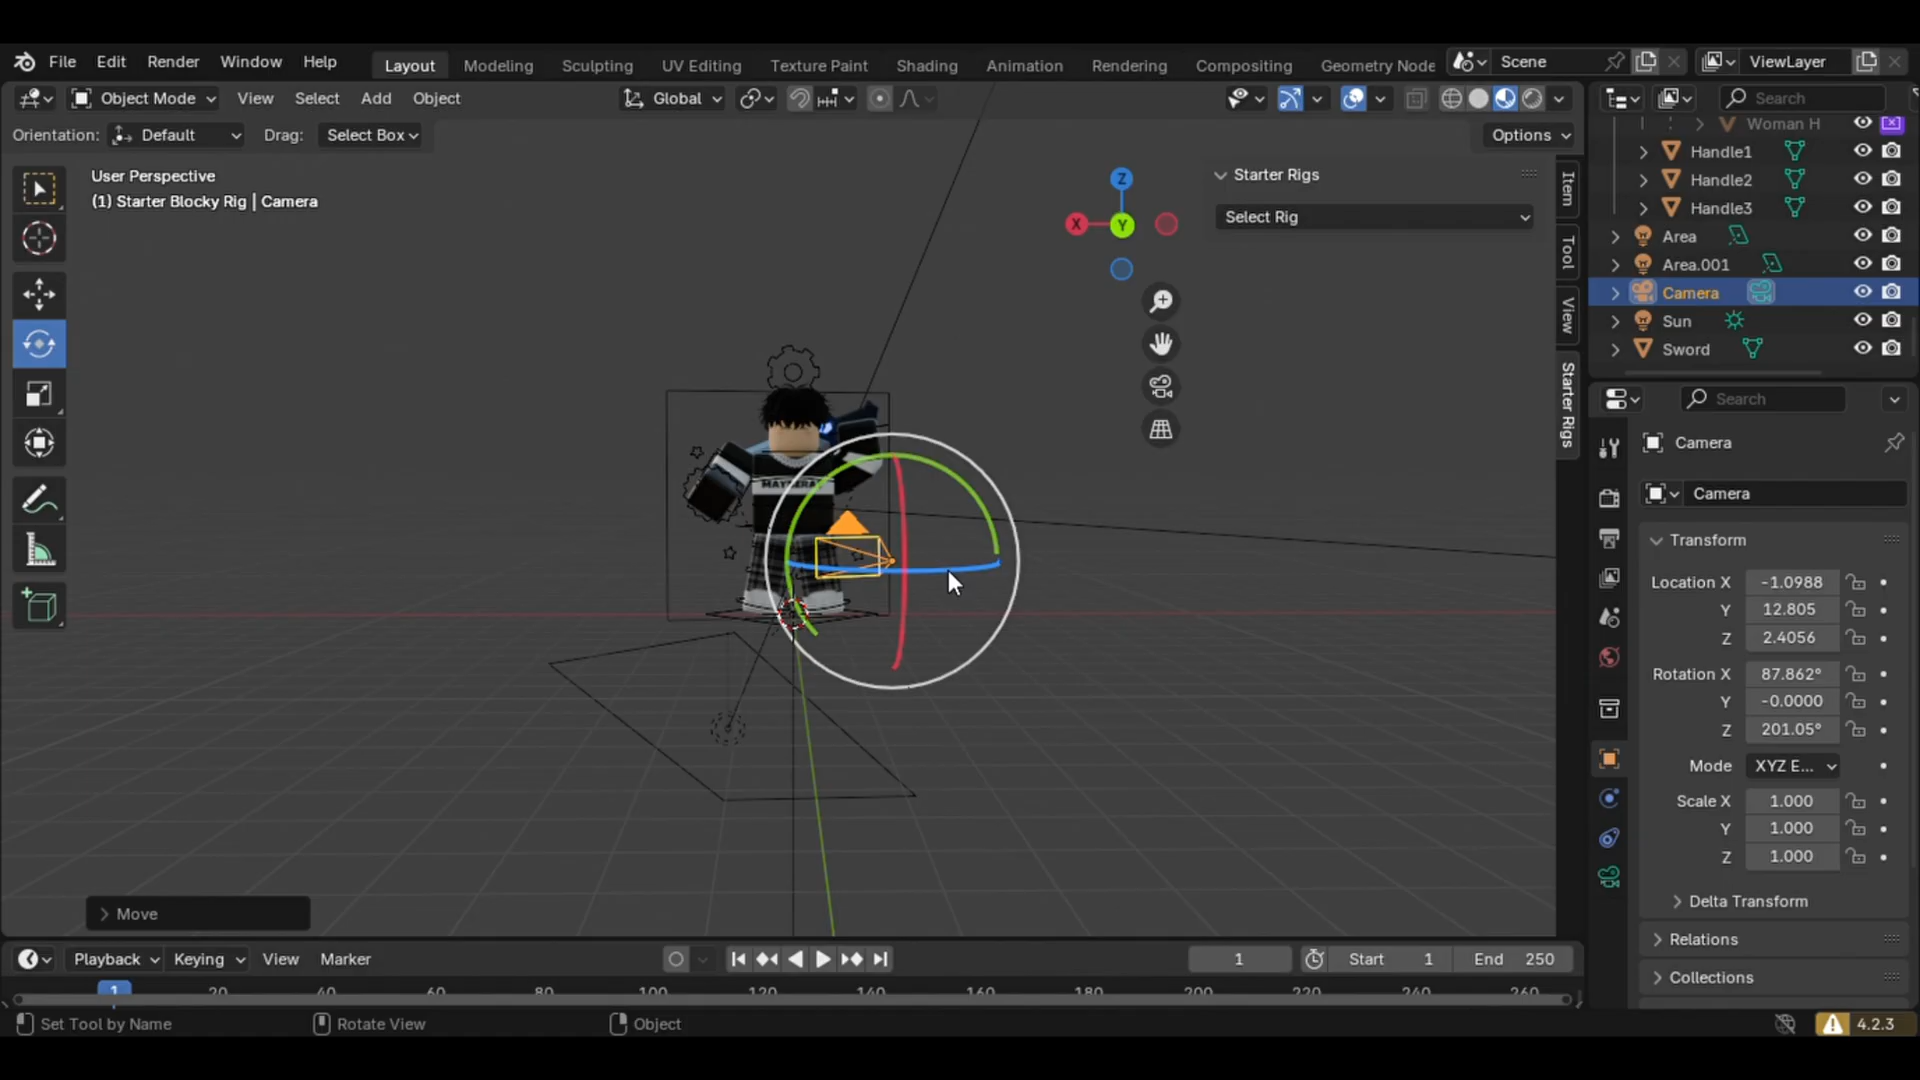 File Edit Render Window Help Layout Modeling Sculpting UV Editing Texture Paint Shading Animation Rendering Compositing Geometry Node Scene ViewLayer
Object Mode View Select Add Object Global Search
Orientation: Default Drag: Select Box Options
User Perspective
(1) Starter Blocky Rig | Camera
Z
X
Y
Starter Rigs
Select Rig
Item
Tool
View
Starter Rigs
Woman H
Handle1
Handle2
Handle3
Area
Area.001
Camera
Sun
Sword
Search
Camera
Camera
Transform
Location X -1.0988
Y 12.805
Z 2.4056
Rotation X 87.862°
Y -0.0000
Z 201.05°
Mode XYZ E...
Scale X 1.000
Y 1.000
Z 1.000
Delta Transform
Relations
Collections
Move
Playback Keying View Marker 1 Start 1 End 250
1 20 40 60 80 100 120 140 160 180 200 220 240 260
Set Tool by Name Rotate View Object 4.2.3